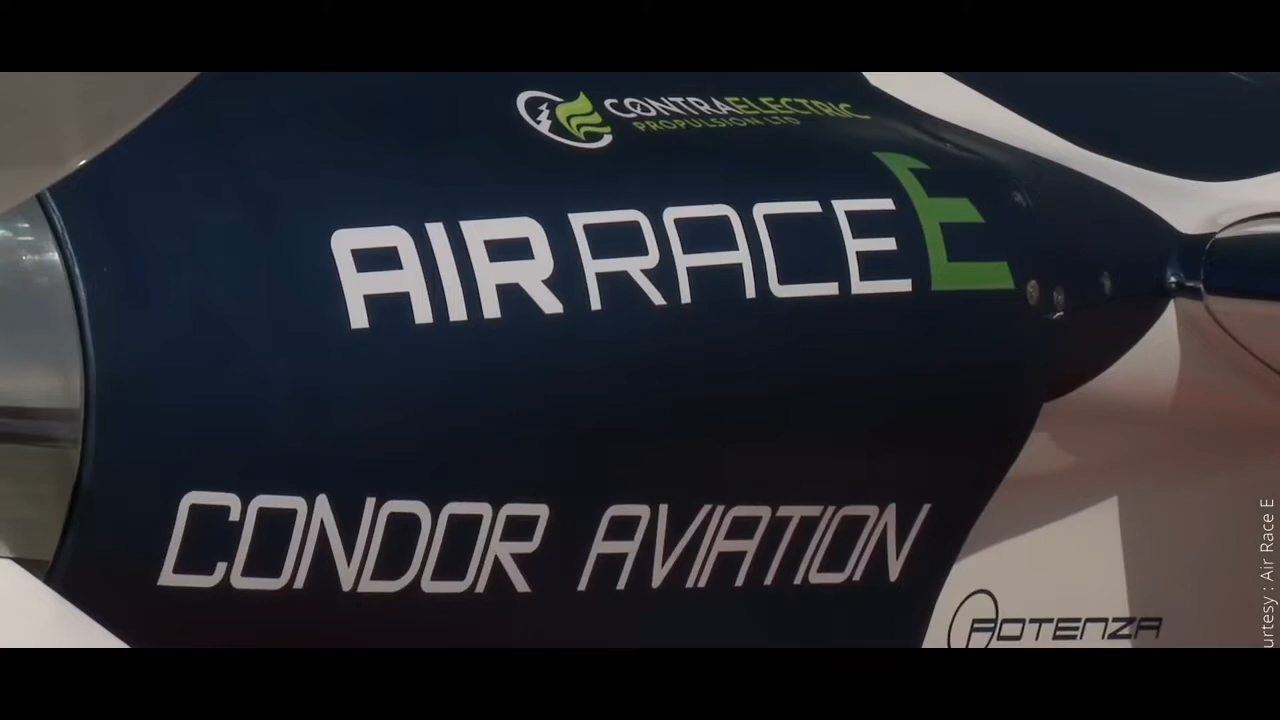 CONTRAELECTRIC
PROPULSION LTD
AIR RACE E
CONDOR AVIATION
POTENZA
urtesy : Air Race E